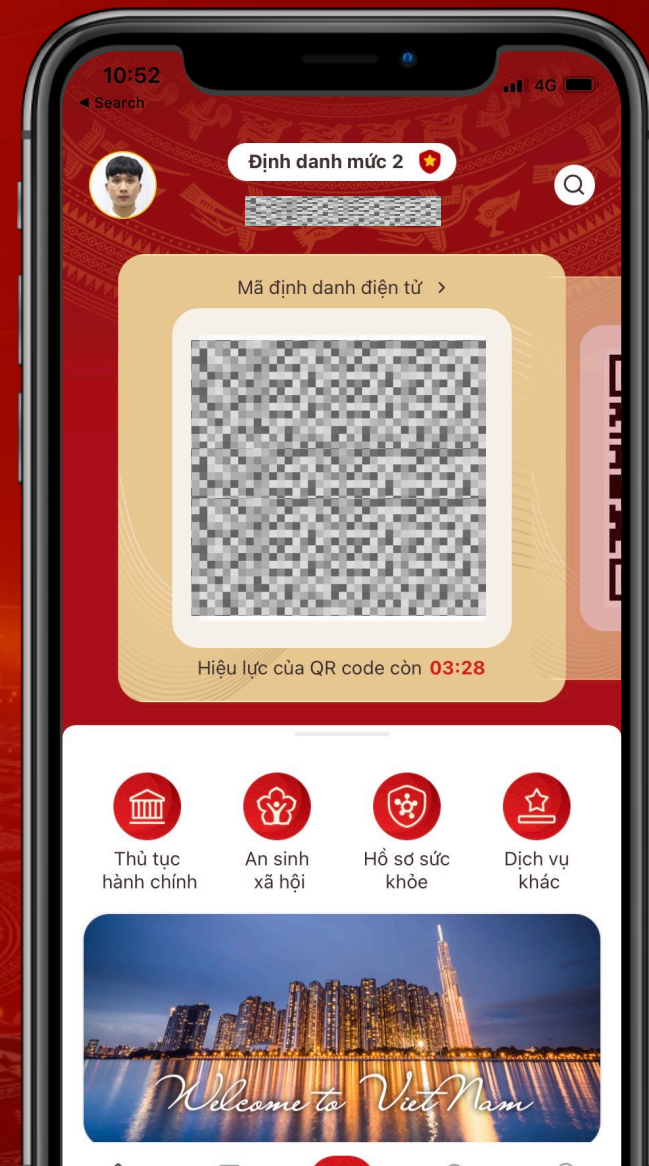 10:52
4G
◀ Search
Định danh mức 2
Mã định danh điện tử >
Hiệu lực của QR code còn 03:28
Thủ tục
hành chính
An sinh
xã hội
Hồ sơ sức
khỏe
Dịch vụ
khác
Welcome to Viet Nam